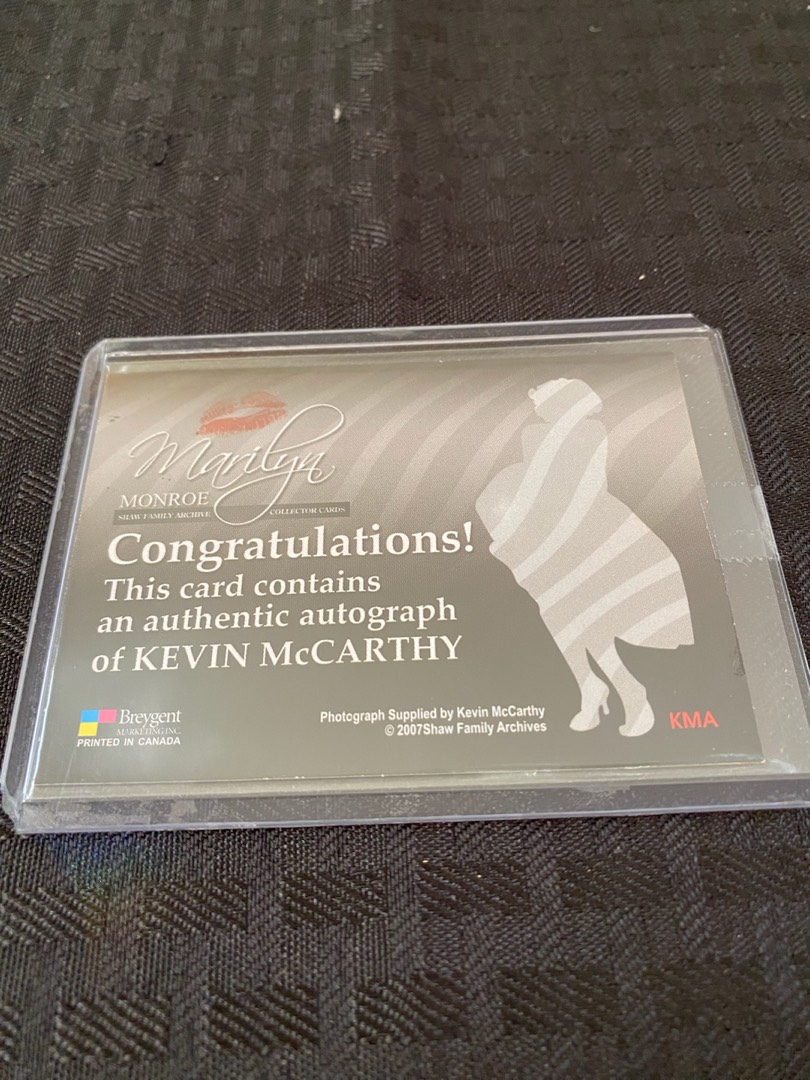 Marilyn
MONROE
SHAW FAMILY ARCHIVE COLLECTOR CARDS
Congratulations!
This card contains
an authentic autograph
of KEVIN McCARTHY
Breygent
MARKETING INC.
PRINTED IN CANADA
Photograph Supplied by Kevin McCarthy
© 2007Shaw Family Archives
KMA